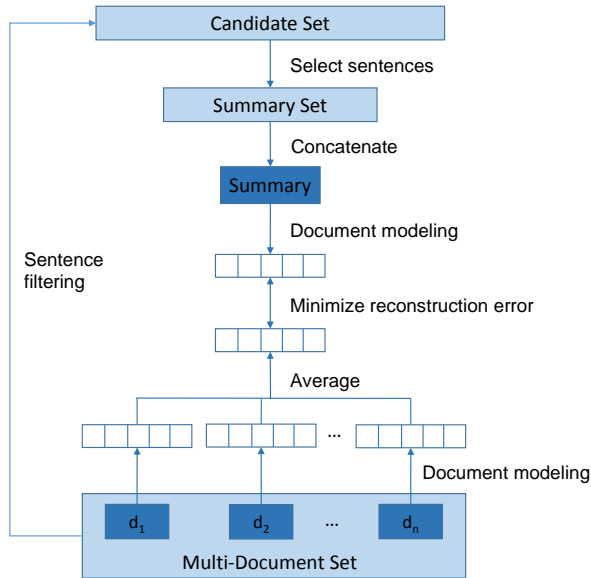 Candidate Set
Select sentences
Summary Set
Concatenate
Summary
Document modeling
Sentence
filtering
Minimize reconstruction error
Average
...
Document modeling
d₁ d₂ ... dₙ
Multi-Document Set